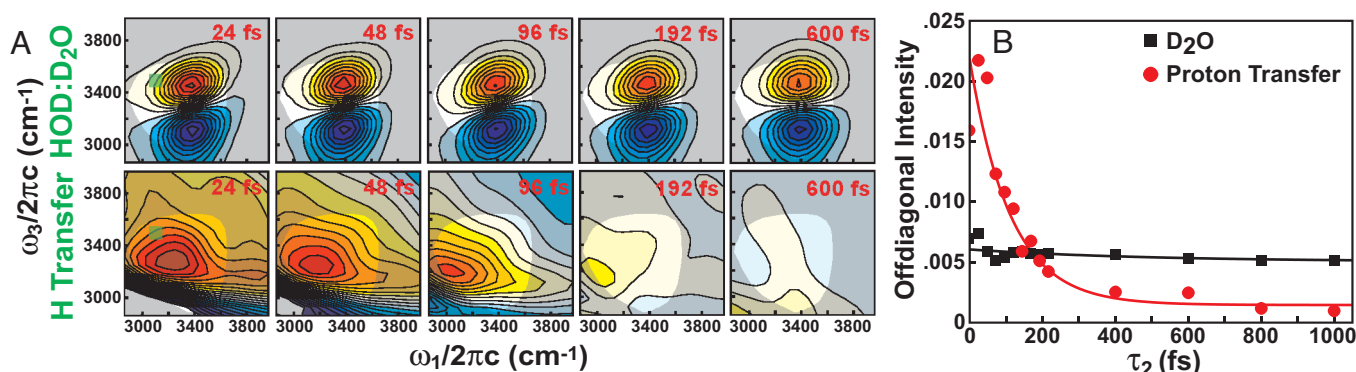 A
HOD:D2O
H Transfer
ω3/2πc (cm-1)
3800
3400
3000
24 fs
48 fs
96 fs
192 fs
600 fs
3800
3400
3000
24 fs
48 fs
96 fs
192 fs
600 fs
3000 3400 3800 3000 3400 3800 3000 3400 3800 3000 3400 3800 3000 3400 3800
ω1/2πc (cm-1)
B
D2O
Proton Transfer
Offdiagonal Intensity
.025
0.020
0.015
0.010
.005
0
0 200 400 600 800 1000
τ2 (fs)